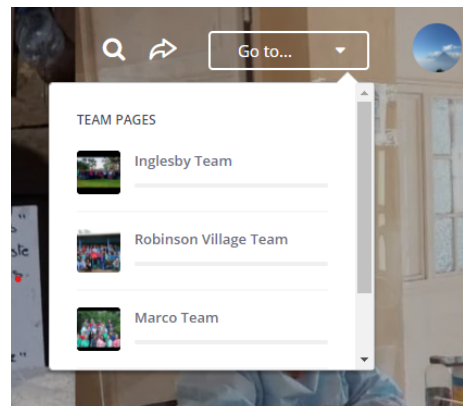 Go to...
TEAM PAGES
Inglesby Team
Robinson Village Team
Marco Team